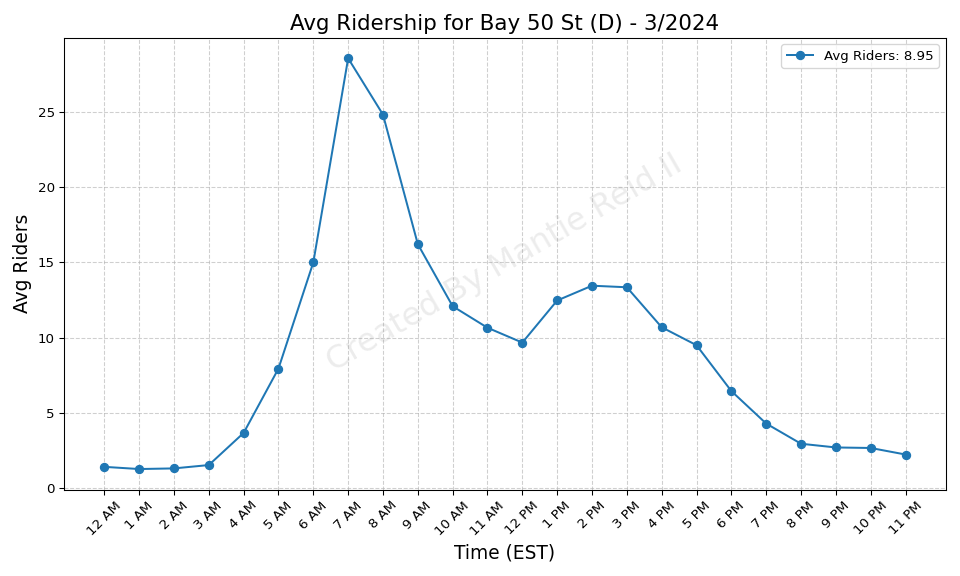 Avg Ridership for Bay 50 St (D) - 3/2024
Avg Riders: 8.95
Avg Riders
25
20
15
10
5
0
Created By Mantie Reid II
12 AM
1 AM
2 AM
3 AM
4 AM
5 AM
6 AM
7 AM
8 AM
9 AM
10 AM
11 AM
12 PM
1 PM
2 PM
3 PM
4 PM
5 PM
6 PM
7 PM
8 PM
9 PM
10 PM
11 PM
Time (EST)